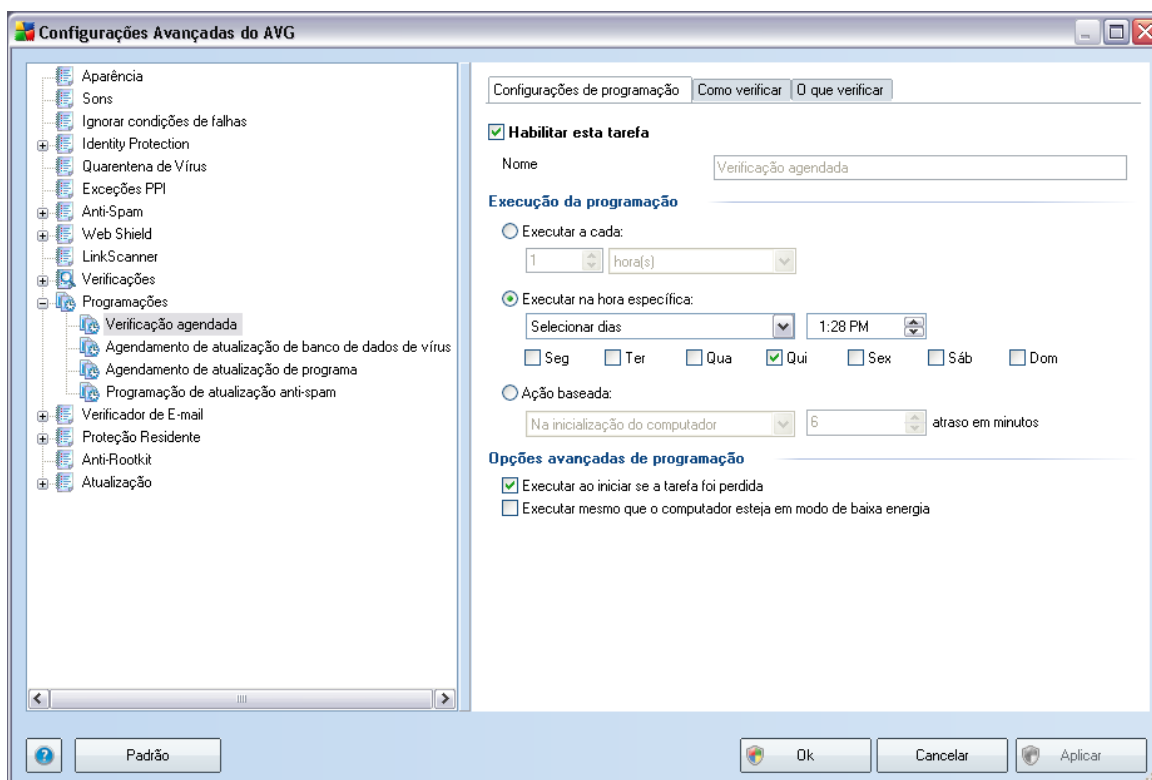 Configurações Avançadas do AVG
Aparência
Sons
Ignorar condições de falhas
Identity Protection
Quarentena de Vírus
Exceções PPI
Anti-Spam
Web Shield
LinkScanner
Verificações
Programações
Verificação agendada
Agendamento de atualização de banco de dados de vírus
Agendamento de atualização de programa
Programação de atualização anti-spam
Verificador de E-mail
Proteção Residente
Anti-Rootkit
Atualização
Configurações de programação Como verificar O que verificar
Habilitar esta tarefa
Nome Verificação agendada
Execução da programação
Executar a cada:
1 hora(s)
Executar na hora específica:
Selecionar dias 1:28 PM
Seg Ter Qua Qui Sex Sáb Dom
Ação baseada:
Na inicialização do computador 6 atraso em minutos
Opções avançadas de programação
Executar ao iniciar se a tarefa foi perdida
Executar mesmo que o computador esteja em modo de baixa energia
? Padrão Ok Cancelar Aplicar